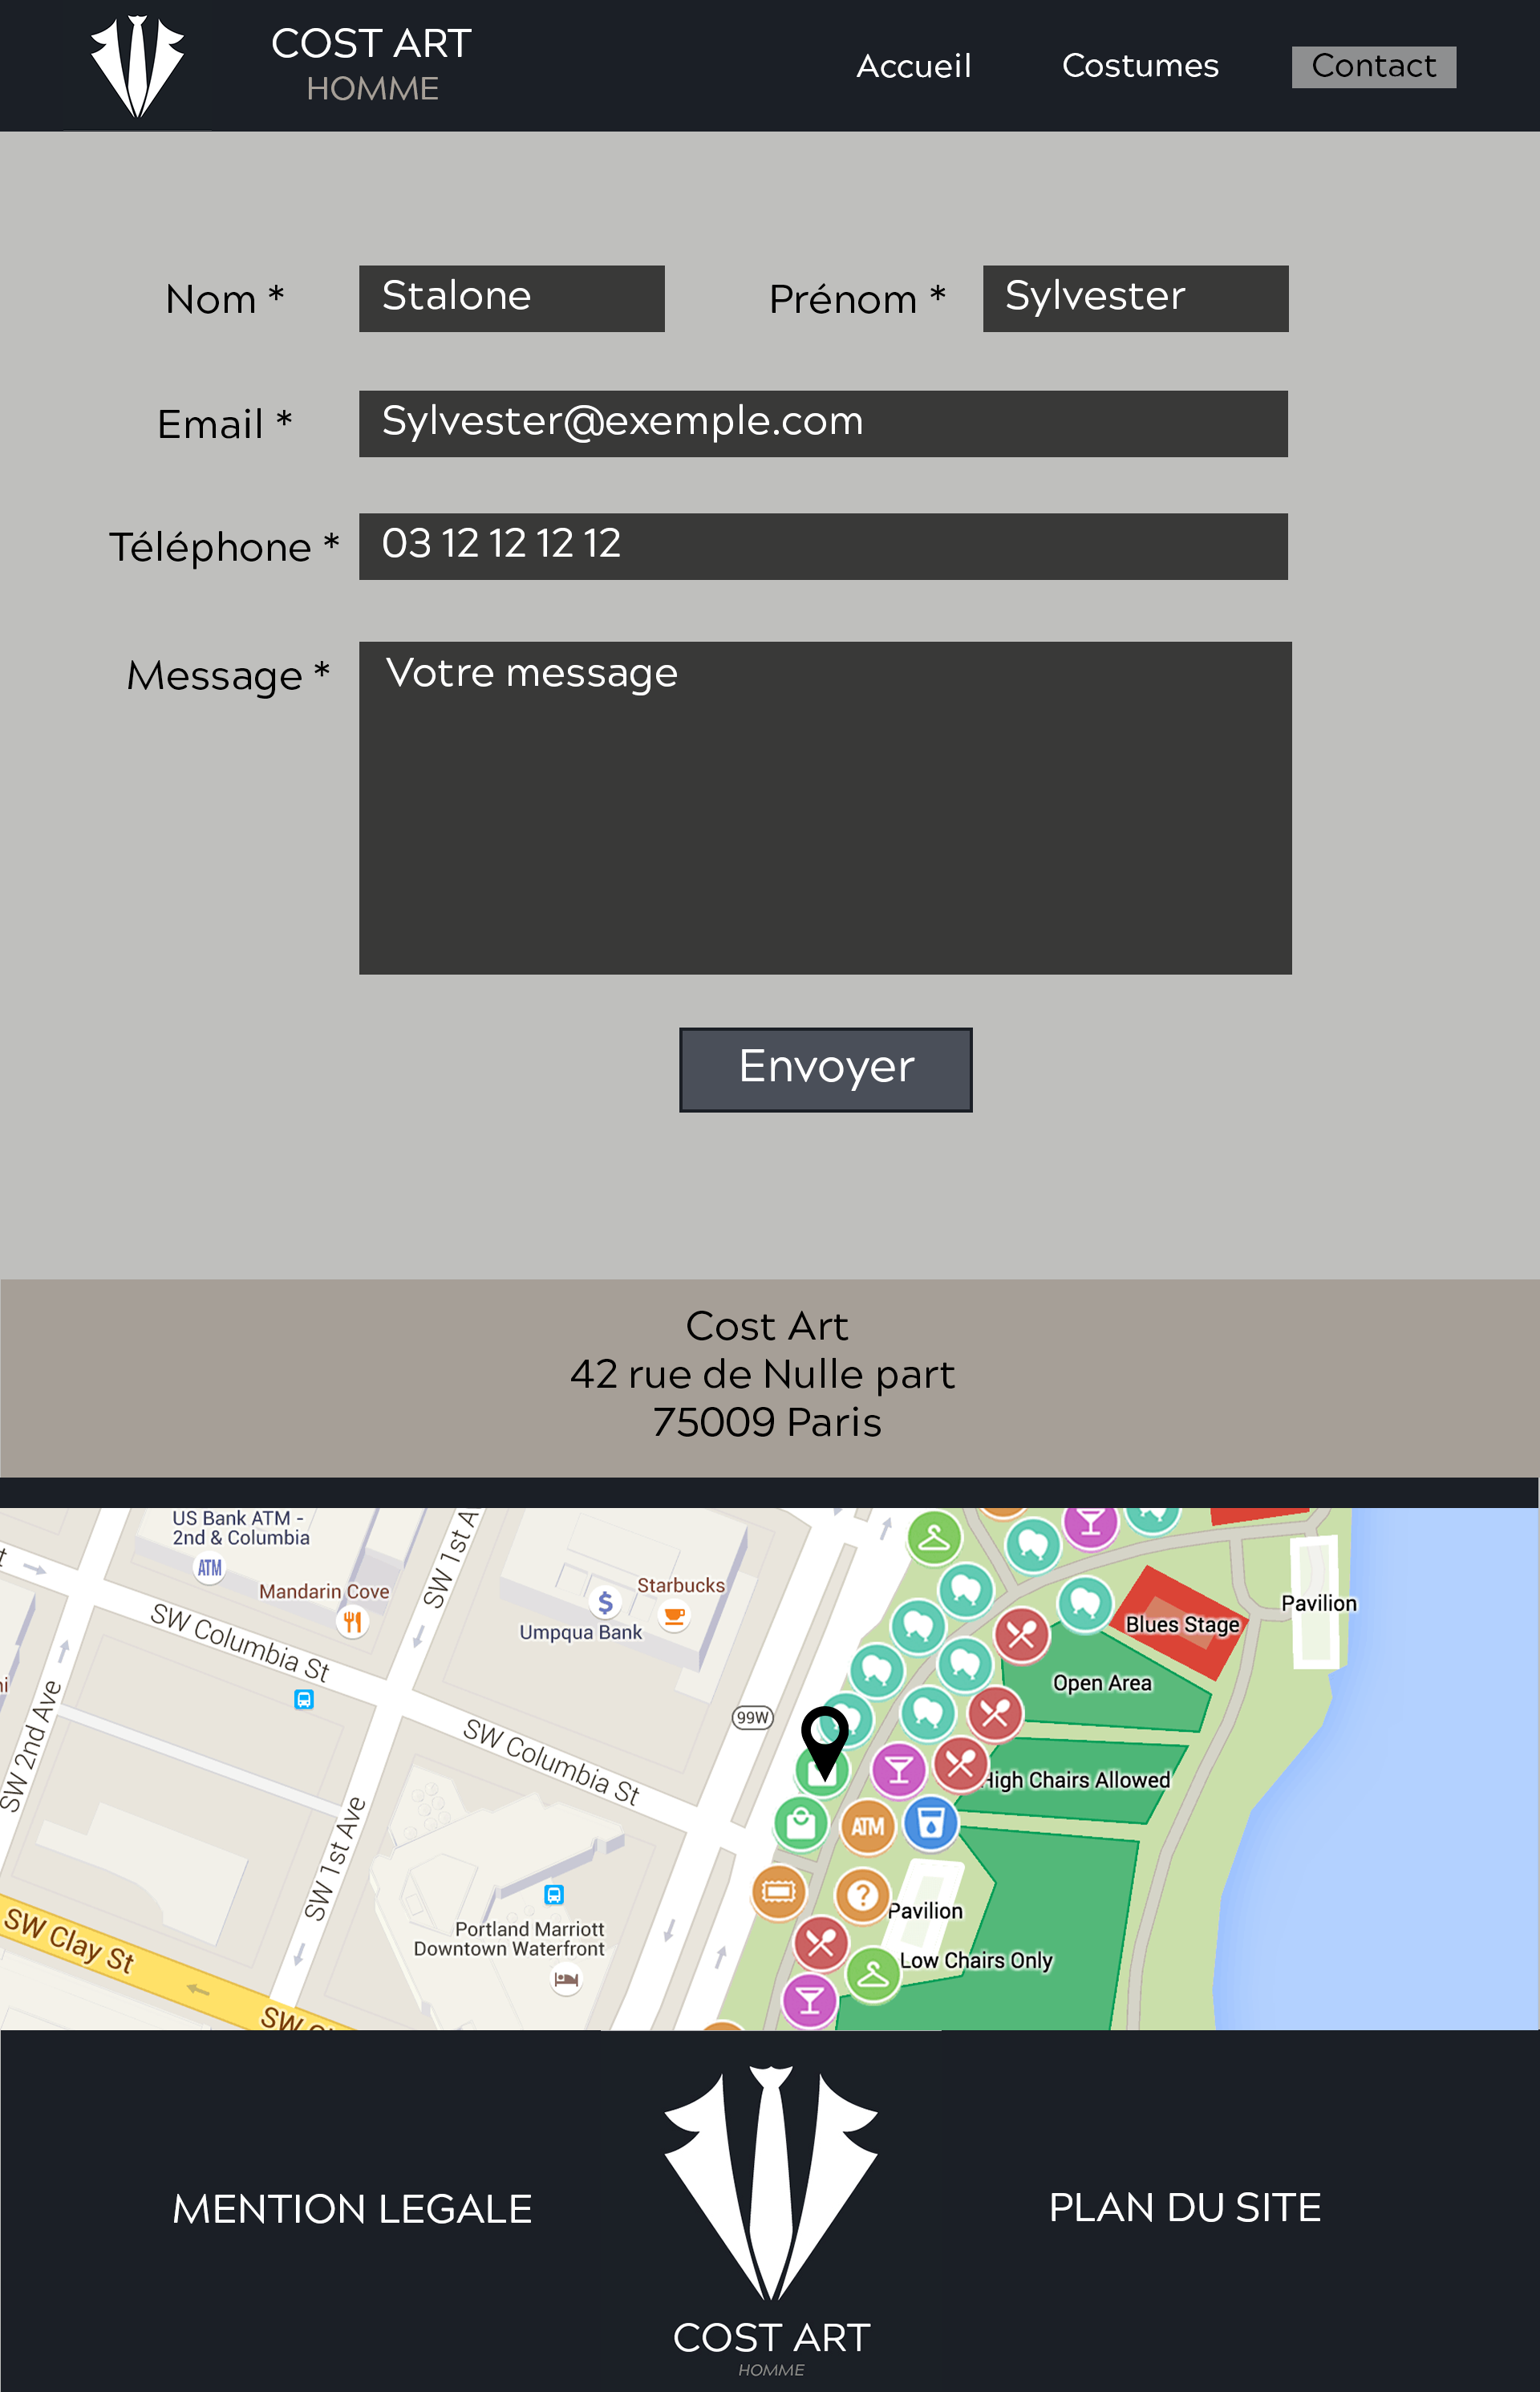 COST ART
HOMME
Accueil
Costumes
Contact
Nom *
Stalone
Prénom *
Sylvester
Email *
Sylvester@exemple.com
Téléphone *
03 12 12 12 12
Message *
Votre message
Envoyer
Cost Art
42 rue de Nulle part
75009 Paris
US Bank ATM -
2nd & Columbia
ATM
Mandarin Cove
SW Columbia St
SW 1st A
Starbucks
$
Umpqua Bank
Blues Stage
Pavilion
Open Area
SW 2nd Ave
99W
SW Columbia St
High Chairs Allowed
ATM
SW 1st Ave
?
Pavilion
Portland Marriott
Downtown Waterfront
SW Clay St
Low Chairs Only
SW
MENTION LEGALE
PLAN DU SITE
COST ART
HOMME